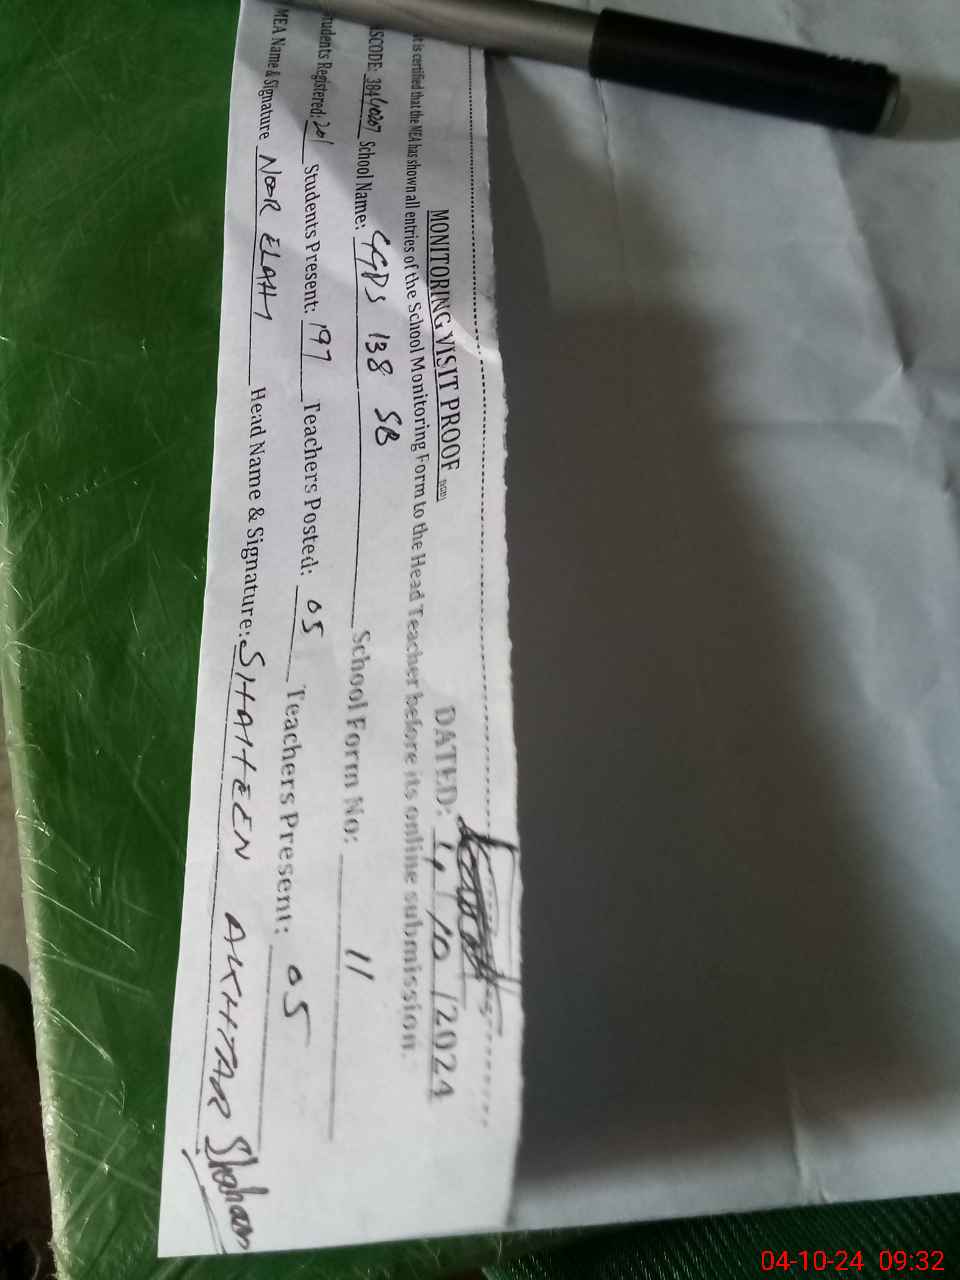 MONITORING VISIT PROOF
DATED: 4/10/2024
It is certified that the MEA has shown all entries of the School Monitoring Form to the Head Teacher before its online submission.
SCODE: 38440207 School Name: GGPS 138 SB School Form No: 11
Students Registered: 201 Students Present: 197 Teachers Posted: 05 Teachers Present: 05
MEA Name & Signature NOOR ELAHI Head Name & Signature: SHAHEEN AKHTAR Shaheen
04-10-24 09:32